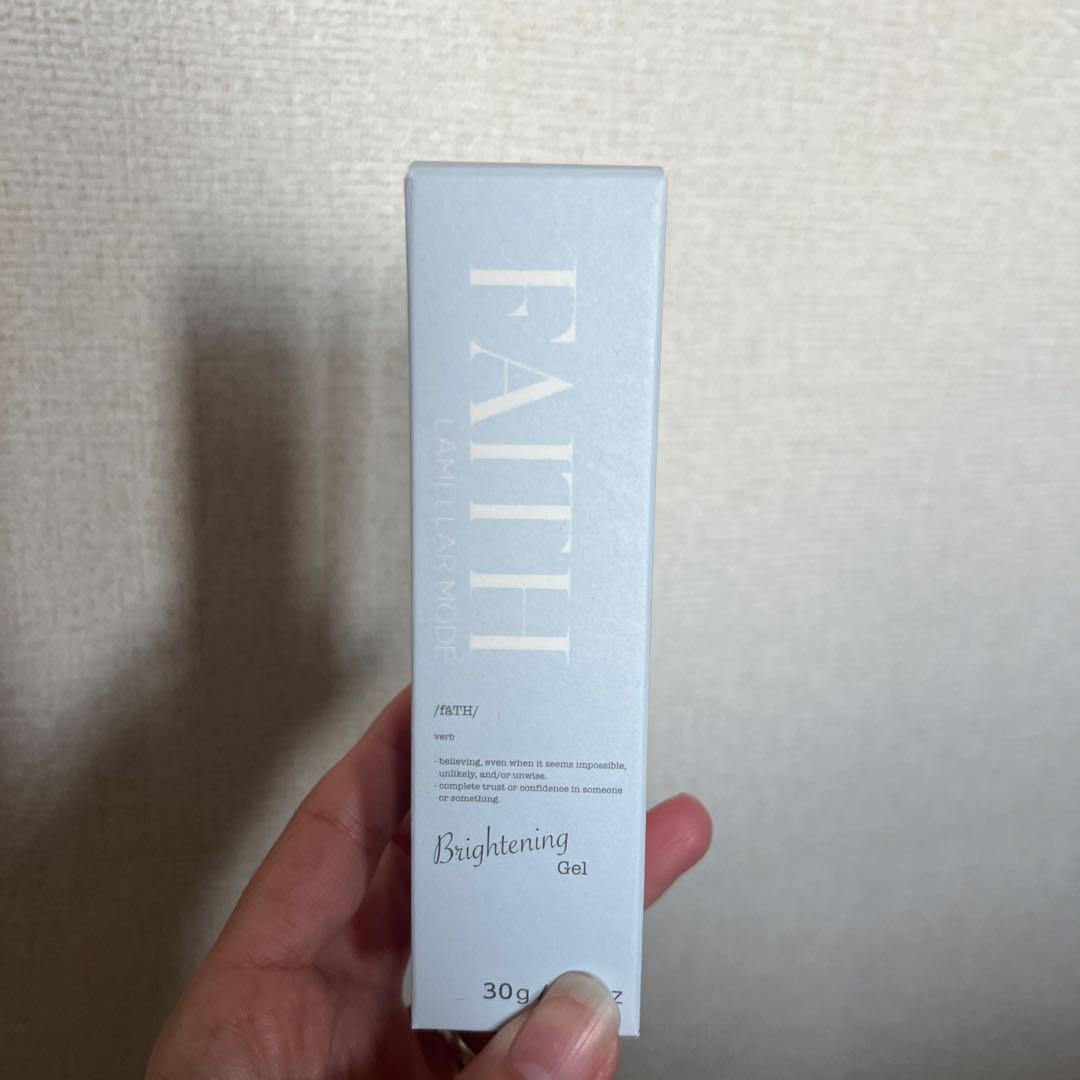 FAITH
LAMELLAR MODE
/fāTH/
verb
- believing, even when it seems impossible,
unlikely, and/or unwise.
- complete trust or confidence in someone
or something.
Brightening
Gel
30g /